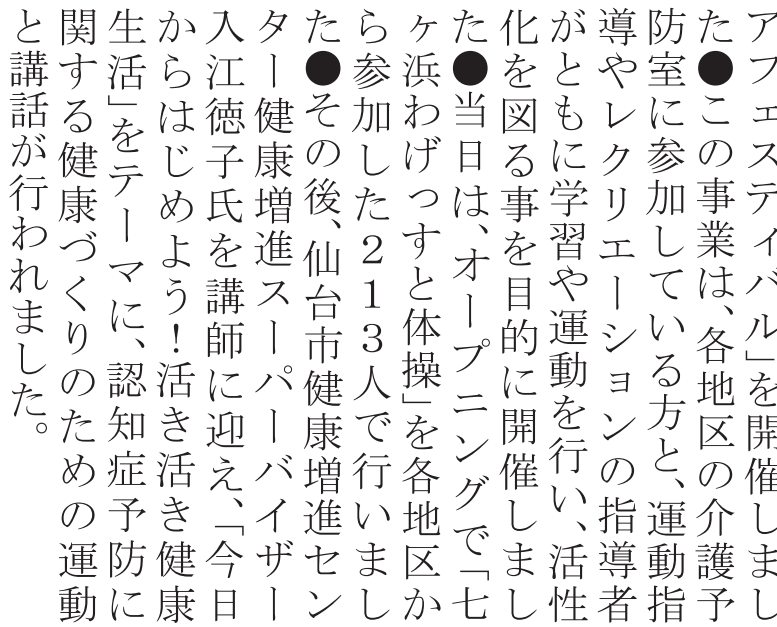 アフェスティバル」を開催しまし
た●この事業は、各地区の介護予
防室に参加している方と、運動指
導やレクリエーションの指導者
がともに学習や運動を行い、活性
化を図る事を目的に開催しまし
た●当日は、オープニングで「七
ヶ浜わげっすと体操」を各地区か
ら参加した213人で行いまし
た●その後、仙台市健康増進セン
ター健康増進スーパーバイザー
入江徳子氏を講師に迎え、「今日
からはじめよう！活き活き健康
生活」をテーマに、認知症予防に
関する健康づくりのための運動
と講話が行われました。